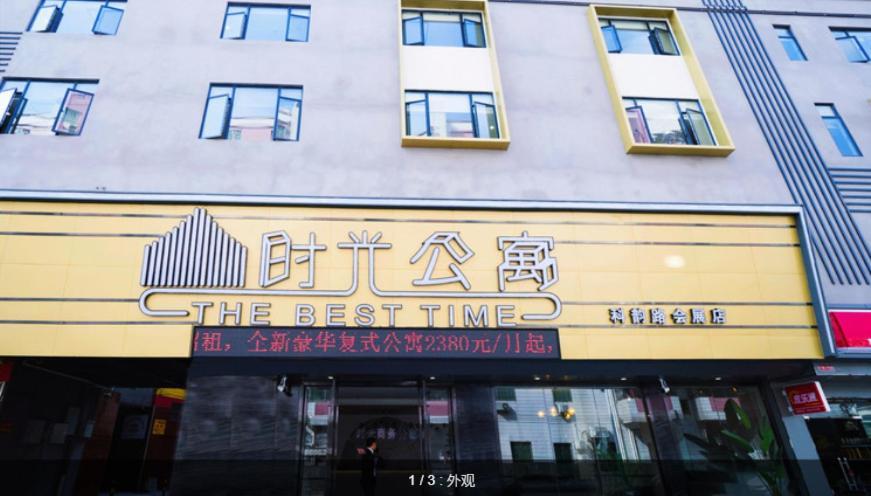 时光公寓
THE BEST TIME
科韵路会展店
招租，全新豪华复式公寓2380元/月起，
1 / 3 : 外观